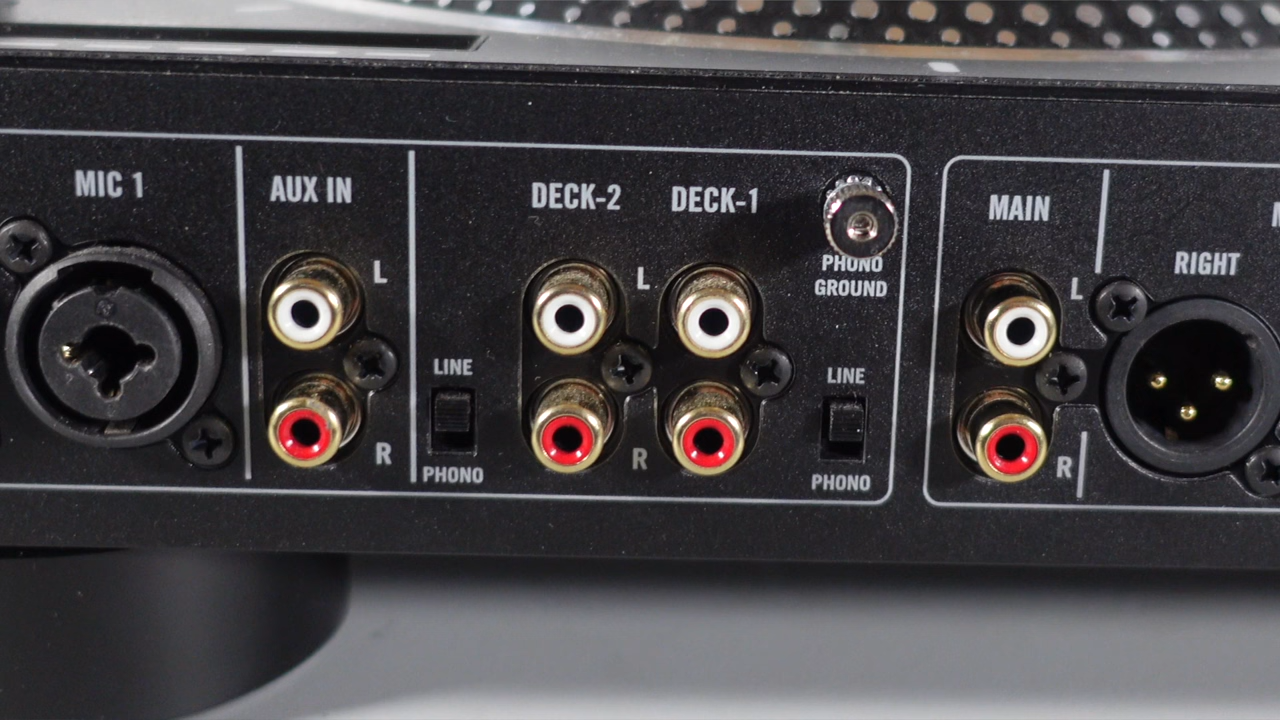 MIC 1
AUX IN
L
R
LINE
PHONO
DECK-2
DECK-1
L
R
PHONO
GROUND
LINE
PHONO
MAIN
L
R
RIGHT